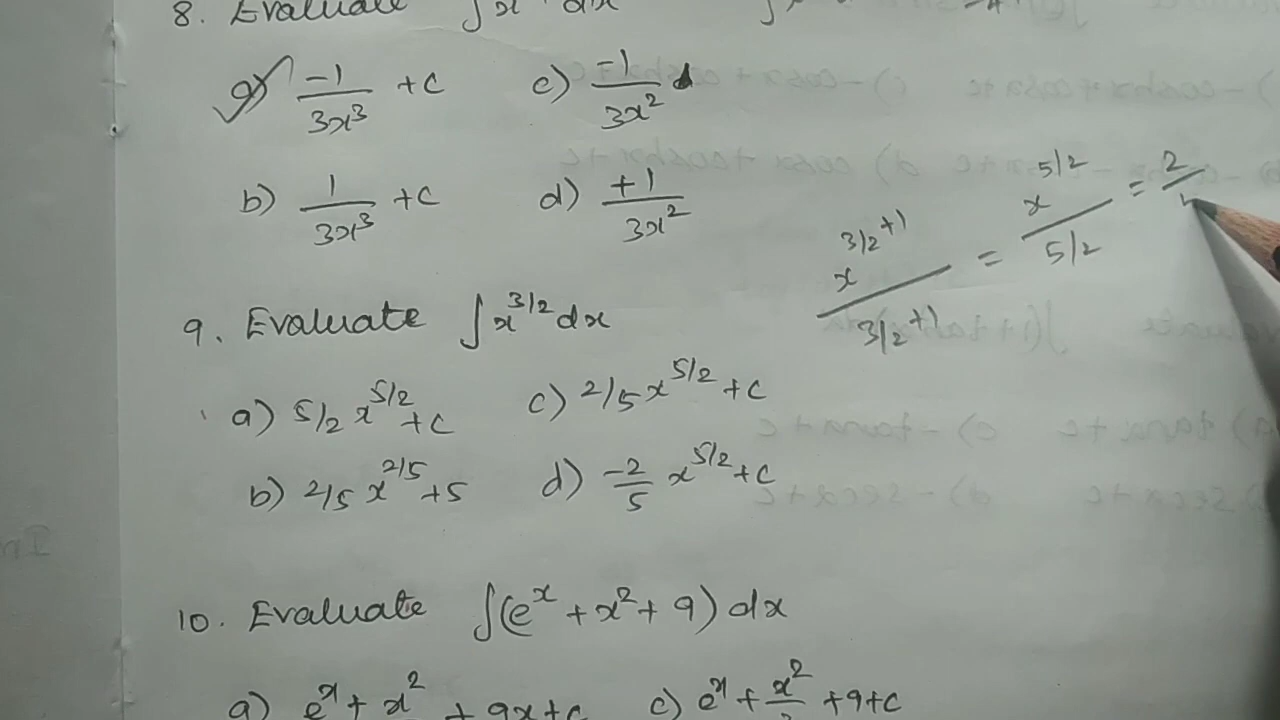 8. Evaluate ∫x dx
a) -1/3x³ +c c) -1/3x²
b) 1/3x³ +c d) +1/3x²
x^(3/2+1)/(3/2+1) = x^(5/2)/(5/2) = 2/
9. Evaluate ∫x^(3/2) dx
a) 5/2 x^(5/2) +c c) 2/5 x^(5/2) +c
b) 2/5 x^(2/5) +5 d) -2/5 x^(5/2) +c
10. Evaluate ∫(e^x + x² + 9) dx
a) e^x + x² + 9x+c c) e^x + x² +9+c